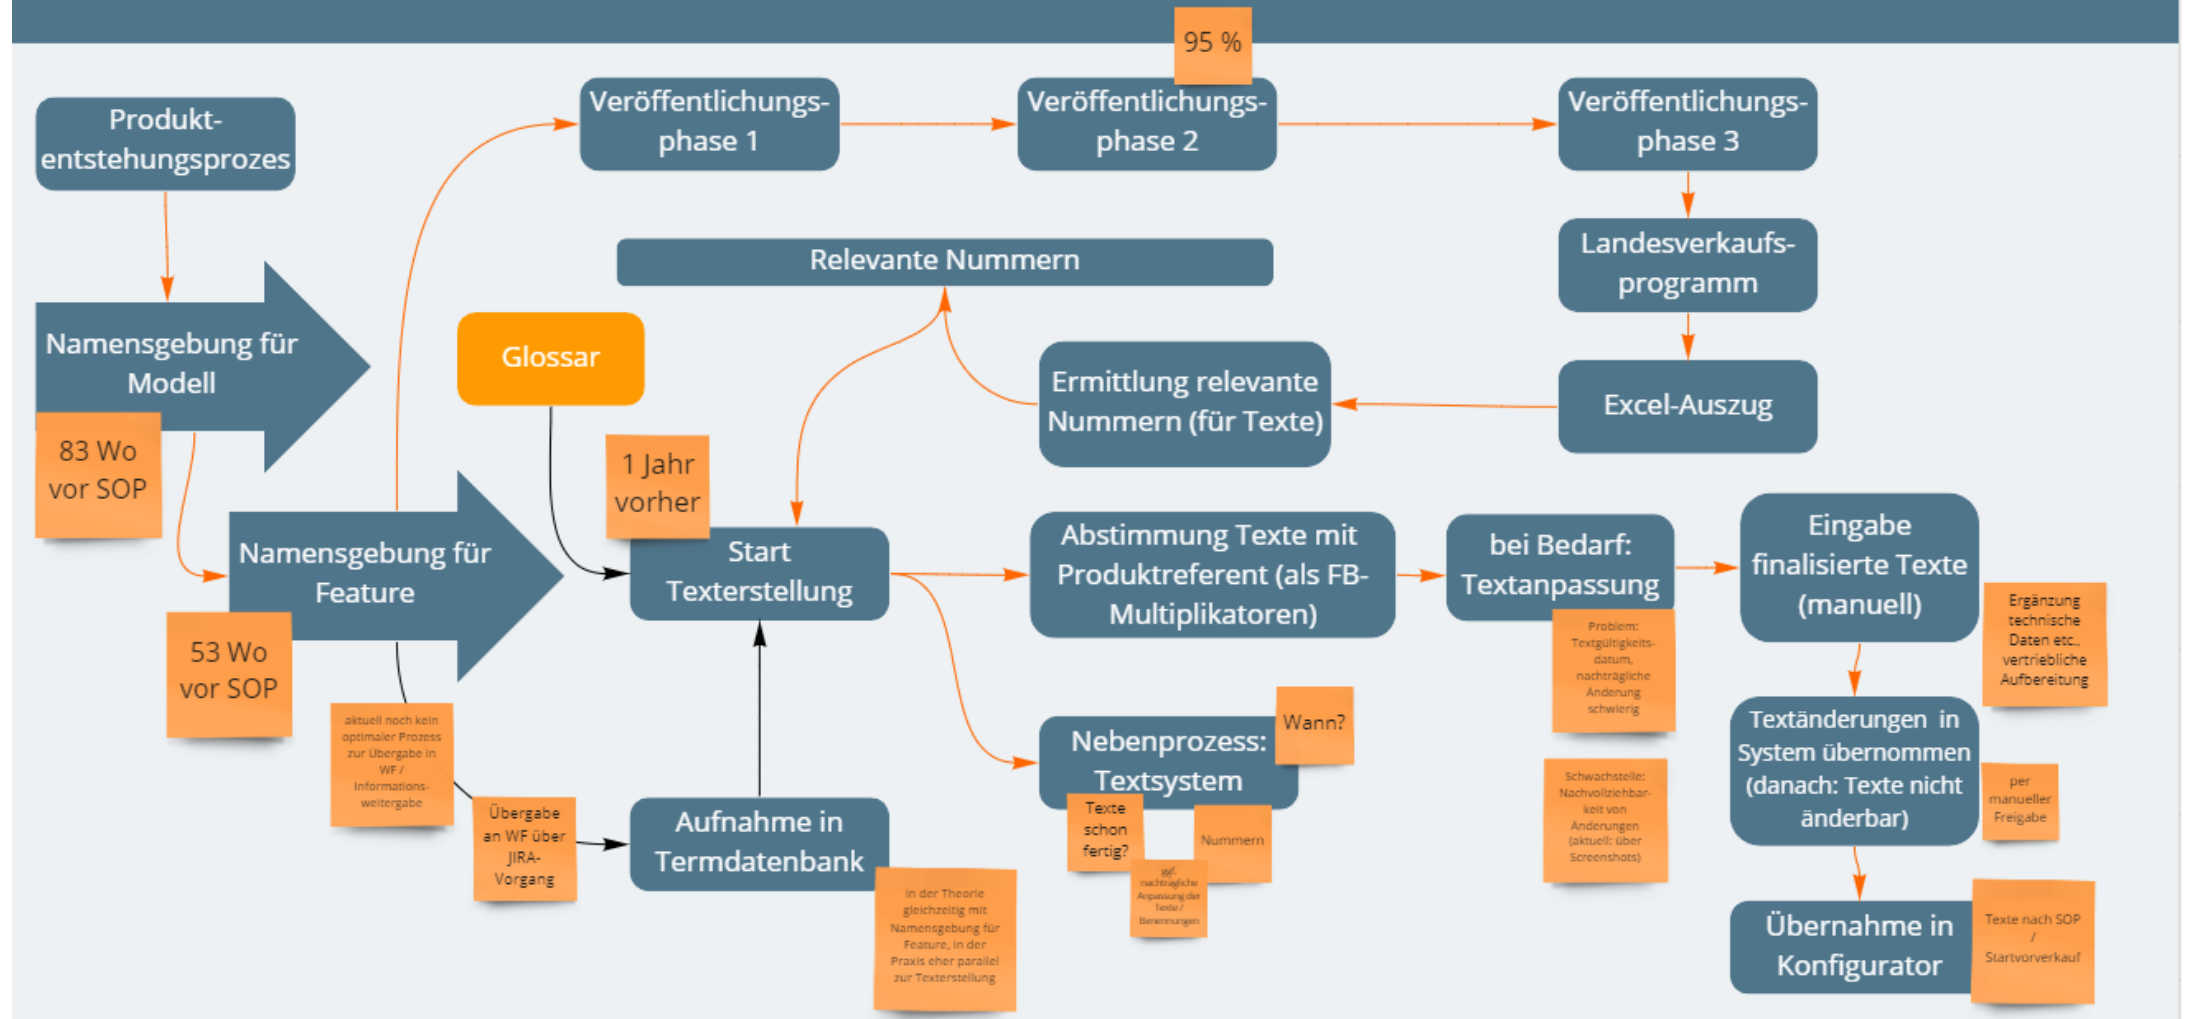 95 %
Produkt-
entstehungsprozes
Veröffentlichungs-
phase 1
Veröffentlichungs-
phase 2
Veröffentlichungs-
phase 3
Landesverkaufs-
programm
Relevante Nummern
Namensgebung für
Modell
83 Wo
vor SOP
Glossar
Ermittlung relevante
Nummern (für Texte)
Excel-Auszug
1 Jahr
vorher
Namensgebung für
Feature
53 Wo
vor SOP
Start
Texterstellung
Abstimmung Texte mit
Produktreferent (als FB-
Multiplikatoren)
bei Bedarf:
Textanpassung
Eingabe
finalisierte Texte
(manuell)
Ergänzung
technische
Daten etc.,
vertriebliche
Aufbereitung
Problem:
Textgültigkeits-
datum,
nachträgliche
Änderung
schwierig
aktuell noch kein
optimaler Prozess
zur Übergabe in
WF /
Informations-
weitergabe
Übergabe
an WF über
JIRA-
Vorgang
Aufnahme in
Termdatenbank
in der Theorie
gleichzeitig mit
Namensgebung für
Feature, in der
Praxis eher parallel
zur Texterstellung
Nebenprozess:
Textsystem
Wann?
Texte
schon
fertig?
Nummern
ggf.
nachträgliche
Anpassung der
Texte /
Benennungen
Schwachstelle:
Nachvollziehbar-
keit von
Änderungen
(aktuell: über
Screenshots)
Textänderungen in
System übernommen
(danach: Texte nicht
änderbar)
per
manueller
Freigabe
Übernahme in
Konfigurator
Texte nach SOP
/
Startvorverkauf